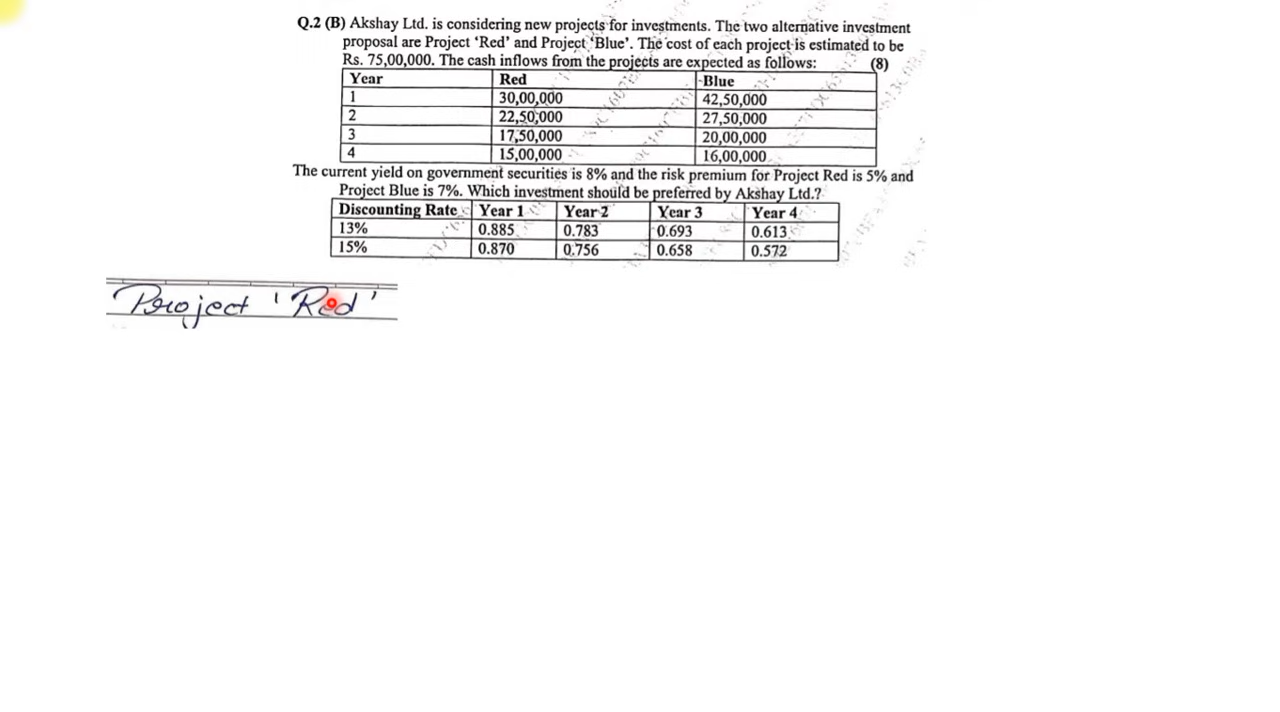 Q.2 (B) Akshay Ltd. is considering new projects for investments. The two alternative investment
proposal are Project ‘Red’ and Project ‘Blue’. The cost of each project is estimated to be
Rs. 75,00,000. The cash inflows from the projects are expected as follows: (8)
Year Red Blue
1 30,00,000 42,50,000
2 22,50,000 27,50,000
3 17,50,000 20,00,000
4 15,00,000 16,00,000
The current yield on government securities is 8% and the risk premium for Project Red is 5% and
Project Blue is 7%. Which investment should be preferred by Akshay Ltd.?
Discounting Rate Year 1 Year 2 Year 3 Year 4
13% 0.885 0.783 0.693 0.613
15% 0.870 0.756 0.658 0.572
Project ‘Red’